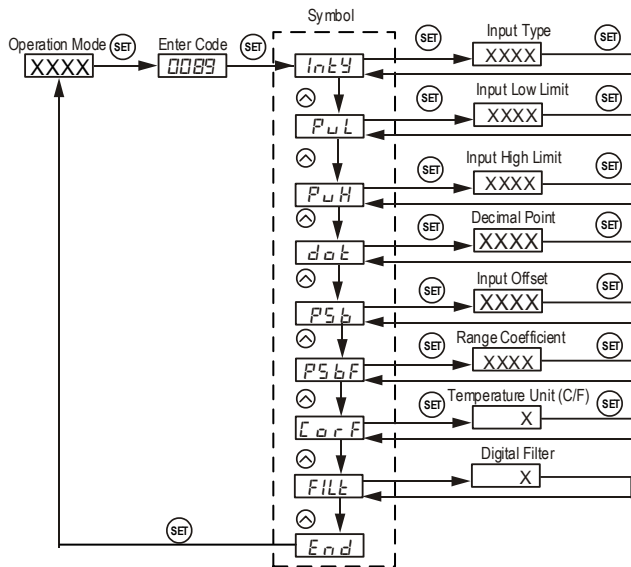 Symbol
Operation Mode SET Enter Code SET SET Input Type SET
XXXX 0089 IntY XXXX
SET Input Low Limit SET
PuL XXXX
SET Input High Limit SET
PuH XXXX
SET Decimal Point SET
dot XXXX
SET Input Offset SET
PSb XXXX
SET Range Coefficient SET
PSbF XXXX
SET Temperature Unit (C/F) SET
CorF X
Digital Filter
FILt X
SET
End